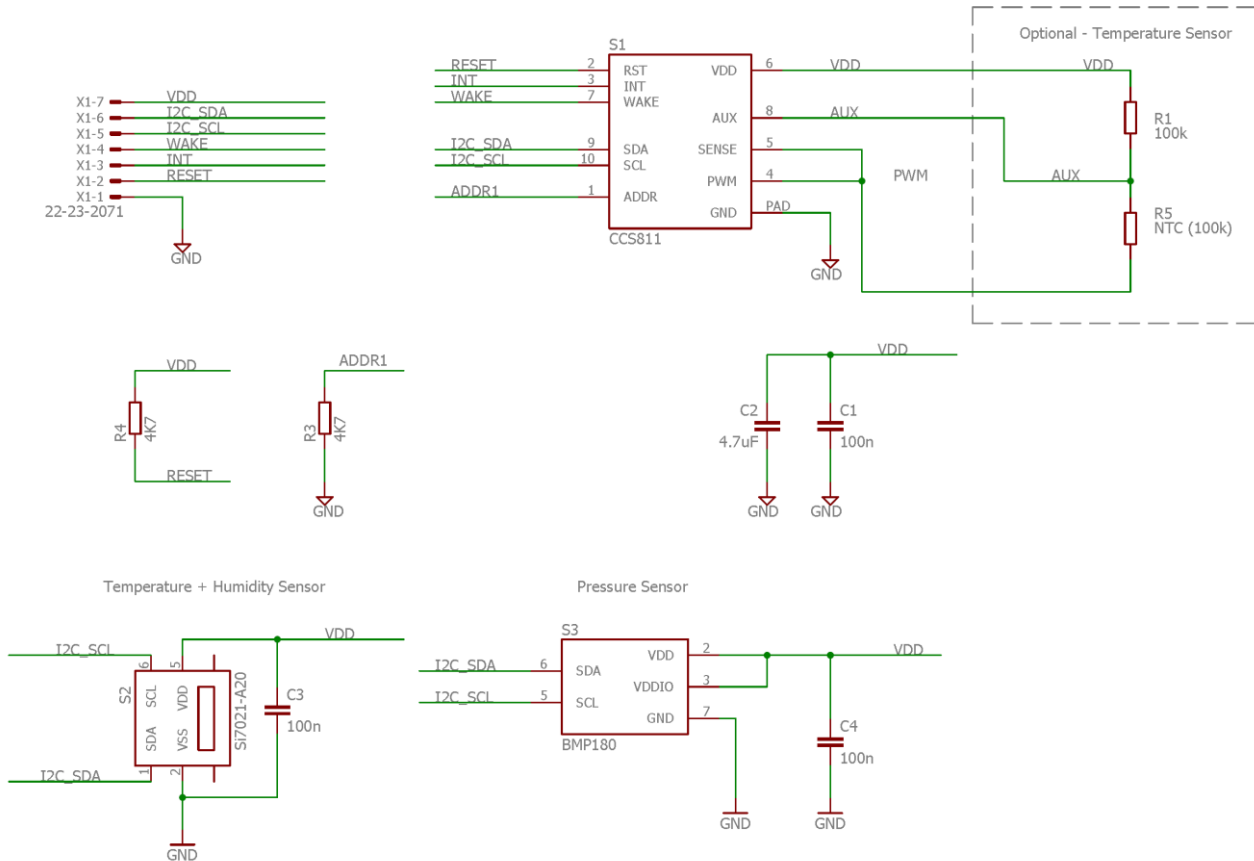 Optional - Temperature Sensor
X1-7 VDD
X1-6 I2C_SDA
X1-5 I2C_SCL
X1-4 WAKE
X1-3 INT
X1-2 RESET
X1-1
22-23-2071
GND
S1
RESET 2 RST VDD 6 VDD VDD
INT 3 INT
WAKE 7 WAKE
AUX 8 AUX
I2C_SDA 9 SDA SENSE 5
I2C_SCL 10 SCL
PWM 4 PWM AUX
ADDR1 1 ADDR
GND PAD
CCS811
GND
R1
100k
R5
NTC (100k)
VDD
R4
4K7
RESET
ADDR1
R3
4K7
GND
VDD
C2
4.7uF
C1
100n
GND GND
Temperature + Humidity Sensor
I2C_SCL
VDD
6 5
S2
SCL VDD
SDA VSS
Si7021-A20
1 2
I2C_SDA
C3
100n
GND
Pressure Sensor
S3
I2C_SDA 6 SDA VDD 2 VDD
I2C_SCL 5 SCL VDDIO 3
GND 7
BMP180
C4
100n
GND GND